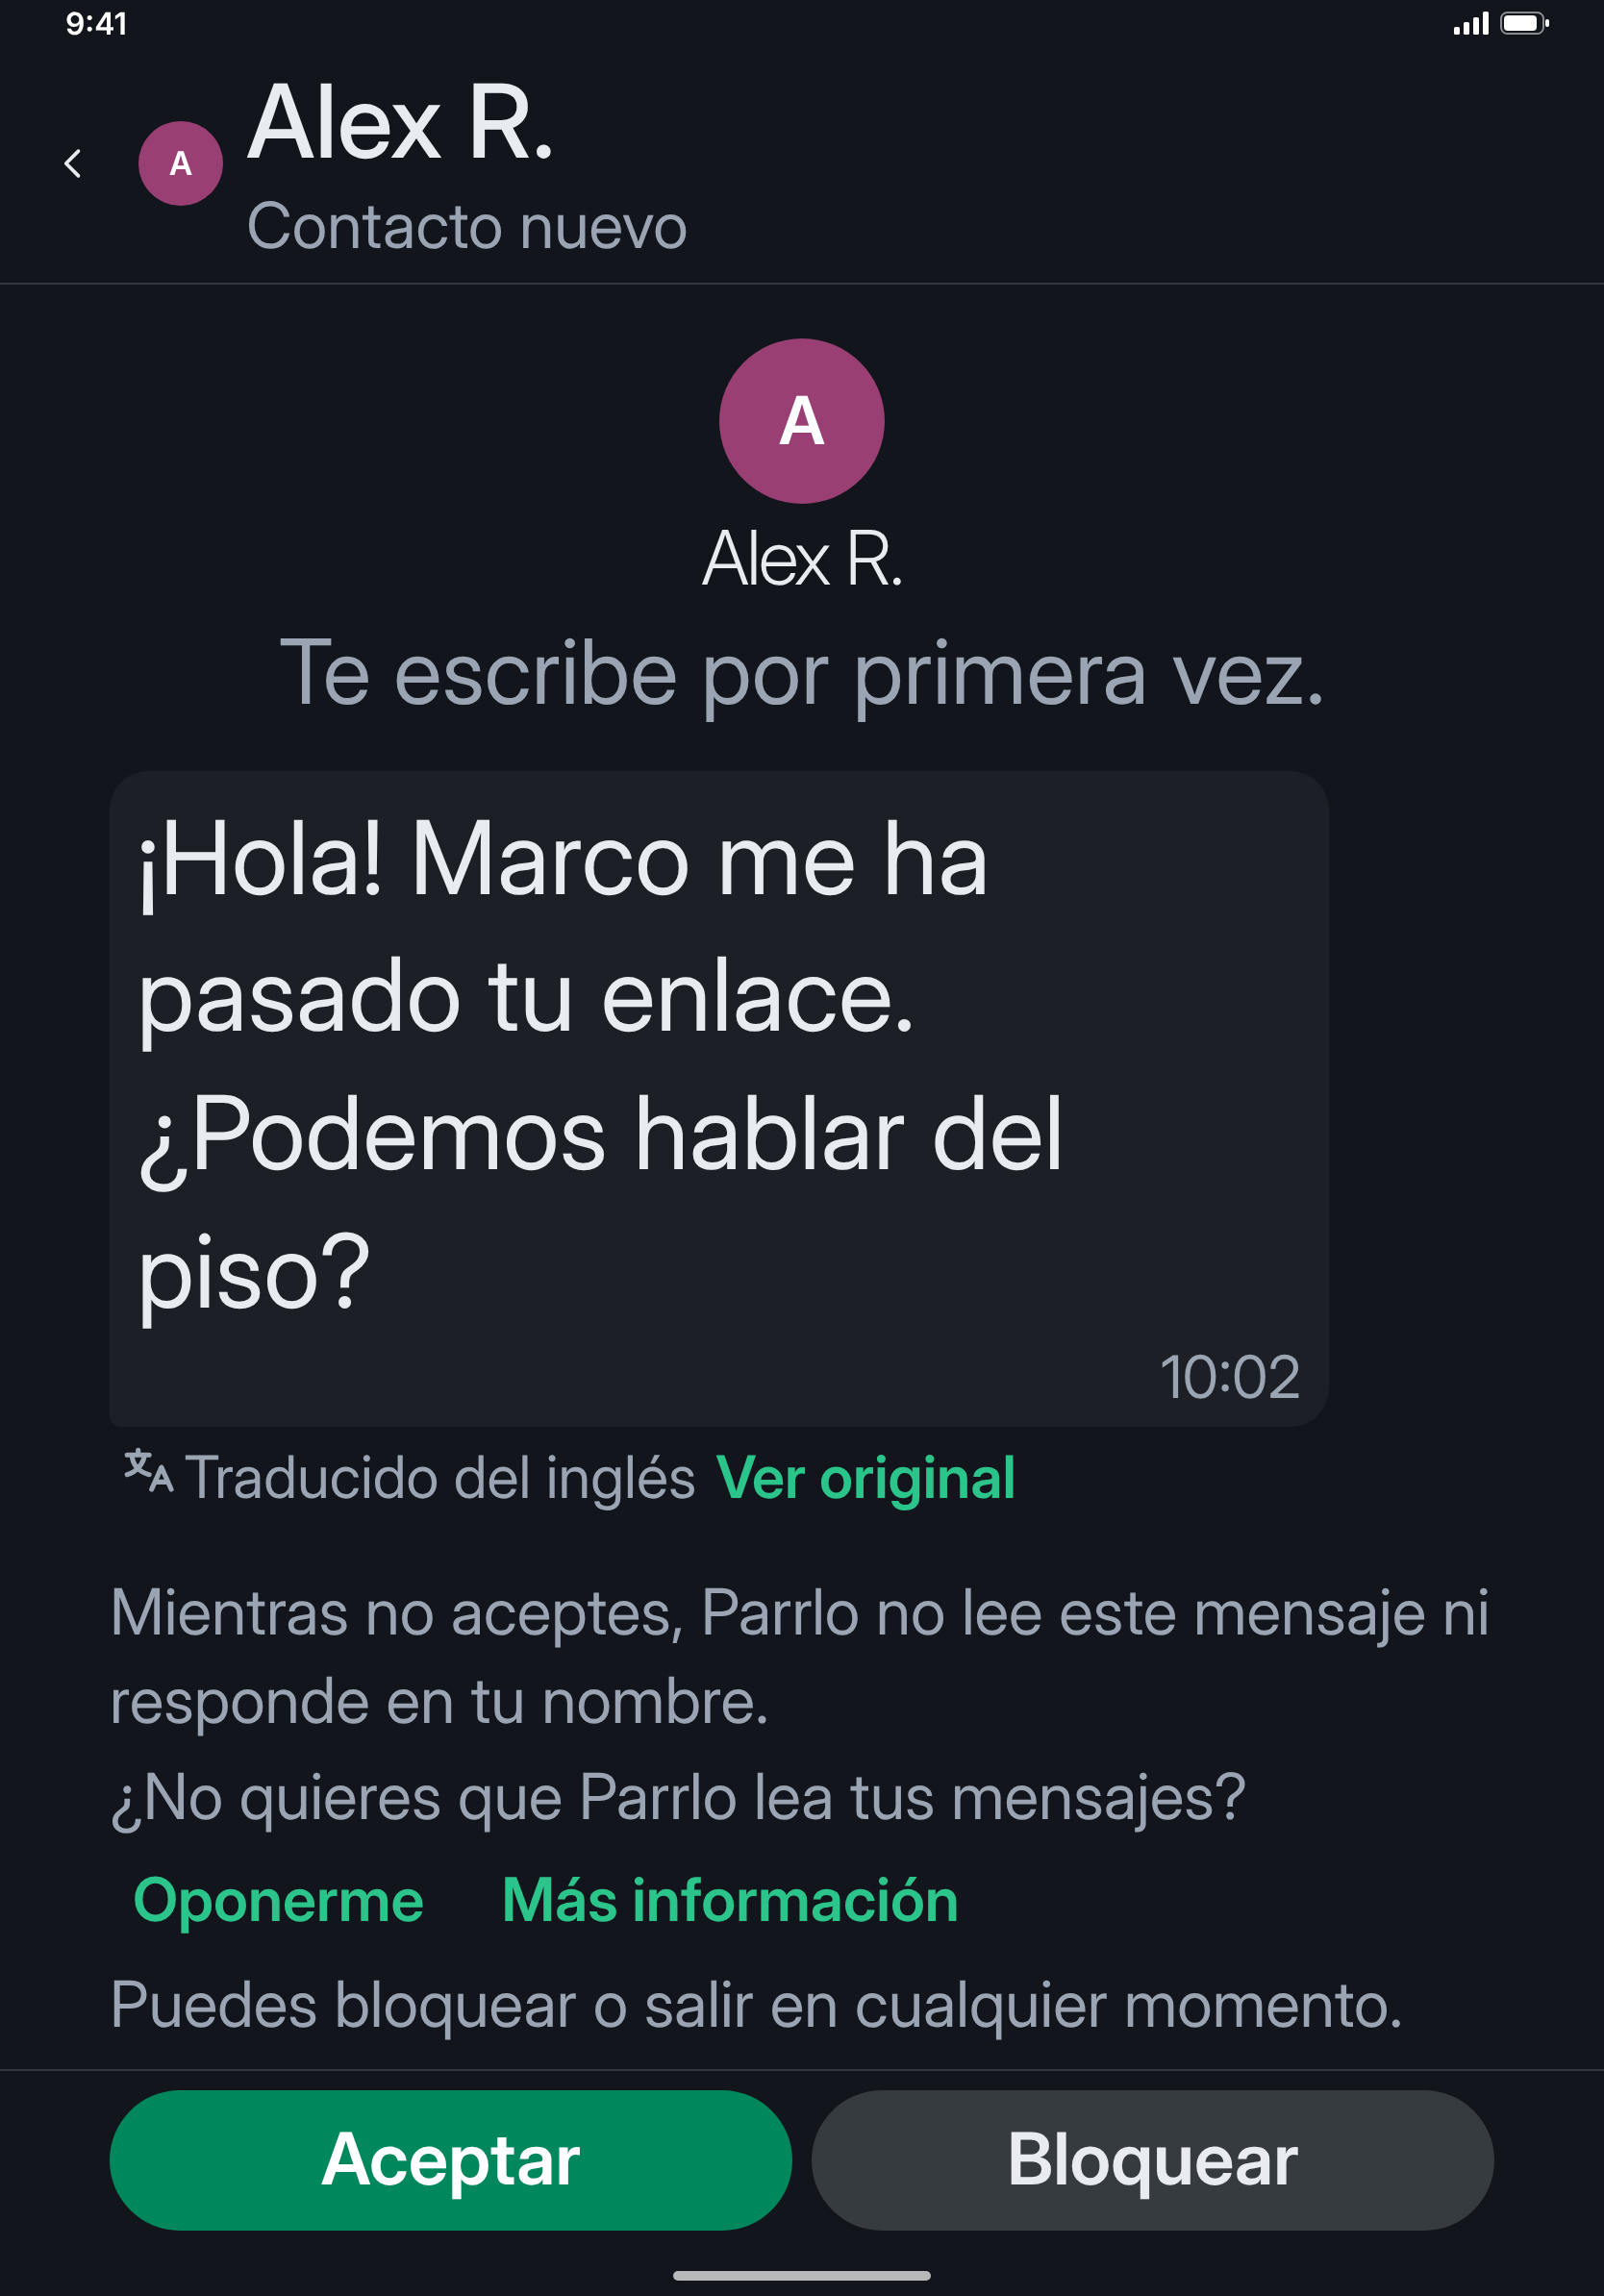 9:41
A
Alex R.
Contacto nuevo
A
Alex R.
Te escribe por primera vez.
¡Hola! Marco me ha
pasado tu enlace.
¿Podemos hablar del
piso?
10:02
Traducido del inglés Ver original
Mientras no aceptes, Parrlo no lee este mensaje ni
responde en tu nombre.
¿No quieres que Parrlo lea tus mensajes?
Oponerme Más información
Puedes bloquear o salir en cualquier momento.
Aceptar Bloquear